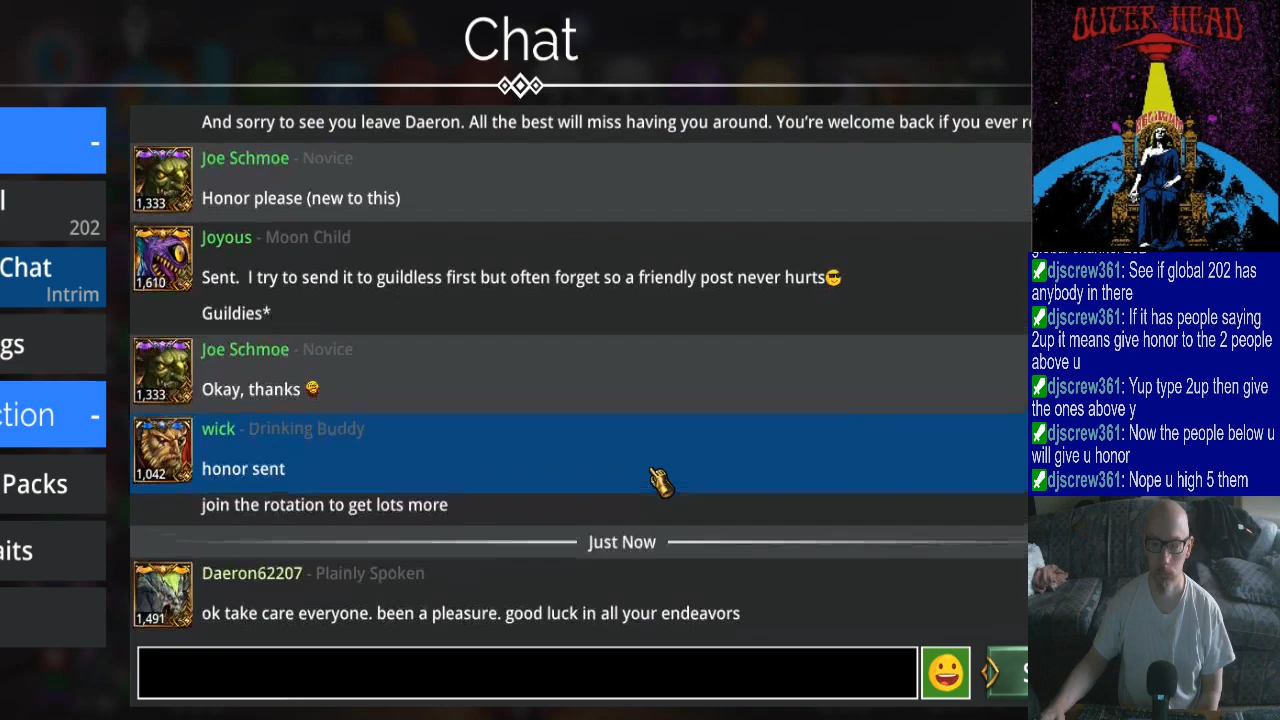 Chat
-
l
202
Chat
Intrim
gs
ction -
Packs
aits
And sorry to see you leave Daeron. All the best will miss having you around. You're welcome back if you ever r
Joe Schmoe - Novice
1,333
Honor please (new to this)
Joyous - Moon Child
1,610
Sent. I try to send it to guildless first but often forget so a friendly post never hurts😎
Guildies*
Joe Schmoe - Novice
1,333
Okay, thanks
wick - Drinking Buddy
1,042
honor sent
join the rotation to get lots more
Just Now
Daeron62207 - Plainly Spoken
1,491
ok take care everyone. been a pleasure. good luck in all your endeavors
S
OUTER HEAD
djscrew361: See if global 202 has
anybody in there
djscrew361: If it has people saying
2up it means give honor to the 2 people
above u
djscrew361: Yup type 2up then give
the ones above y
djscrew361: Now the people below u
will give u honor
djscrew361: Nope u high 5 them